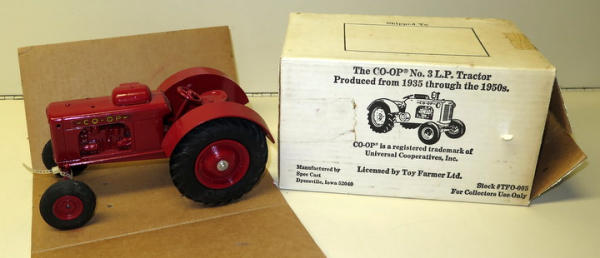 Shipped To
The CO-OP® No. 3 L.P. Tractor
Produced from 1935 through the 1950s.
CO-OP® is a registered trademark of
Universal Cooperatives, Inc.
Manufactured by
Spec Cast
Dyersville, Iowa 52040
Licensed by Toy Farmer Ltd.
Stock #TFO-005
For Collectors Use Only
CO-OP